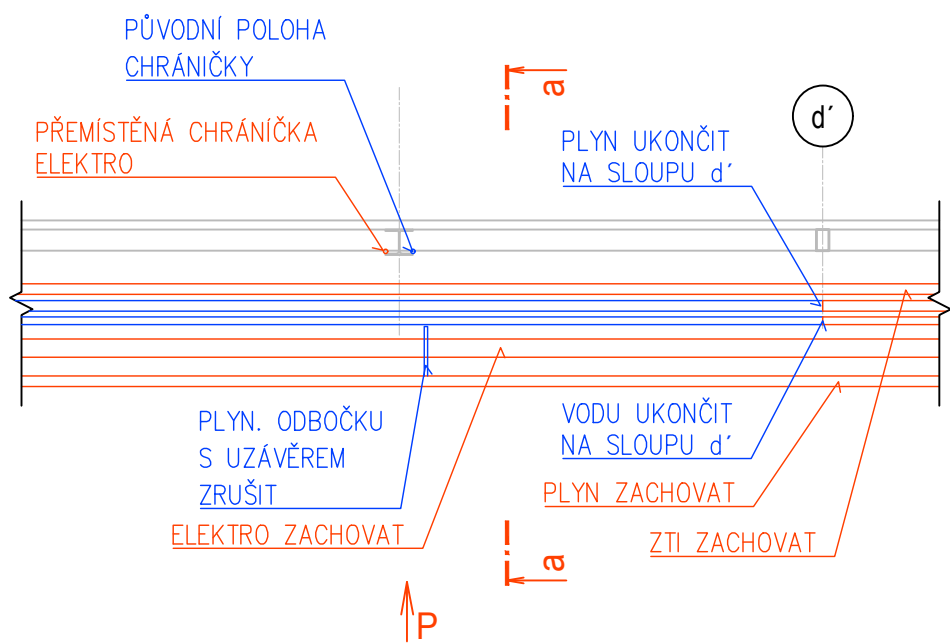 PŮVODNÍ POLOHA
CHRÁNIČKY
a
d´
PŘEMÍSTĚNÁ CHRÁNÍČKA
ELEKTRO
PLYN UKONČIT
NA SLOUPU d´
PLYN. ODBOČKU
S UZÁVĚREM
ZRUŠIT
VODU UKONČIT
NA SLOUPU d´
PLYN ZACHOVAT
ELEKTRO ZACHOVAT
ZTI ZACHOVAT
a
P